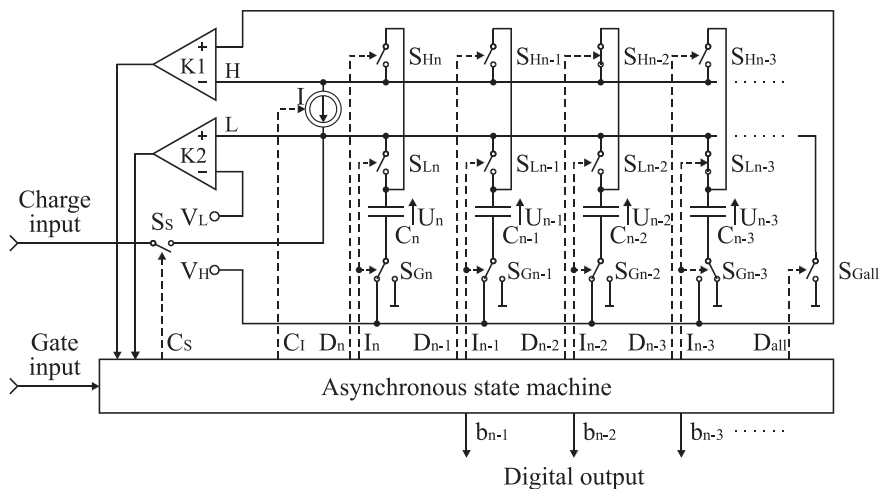 K1 + − H S_Hn S_Hn-1 S_Hn-2 S_Hn-3 ......
I
K2 + − L S_Ln S_Ln-1 S_Ln-2 S_Ln-3 ......
Charge input
S_S V_L
U_n U_n-1 U_n-2 U_n-3
C_n C_n-1 C_n-2 C_n-3
V_H S_Gn S_Gn-1 S_Gn-2 S_Gn-3 S_Gall
Gate input
C_S C_I D_n I_n D_n-1 I_n-1 D_n-2 I_n-2 D_n-3 I_n-3 D_all
Asynchronous state machine
b_n-1 b_n-2 b_n-3 ......
Digital output